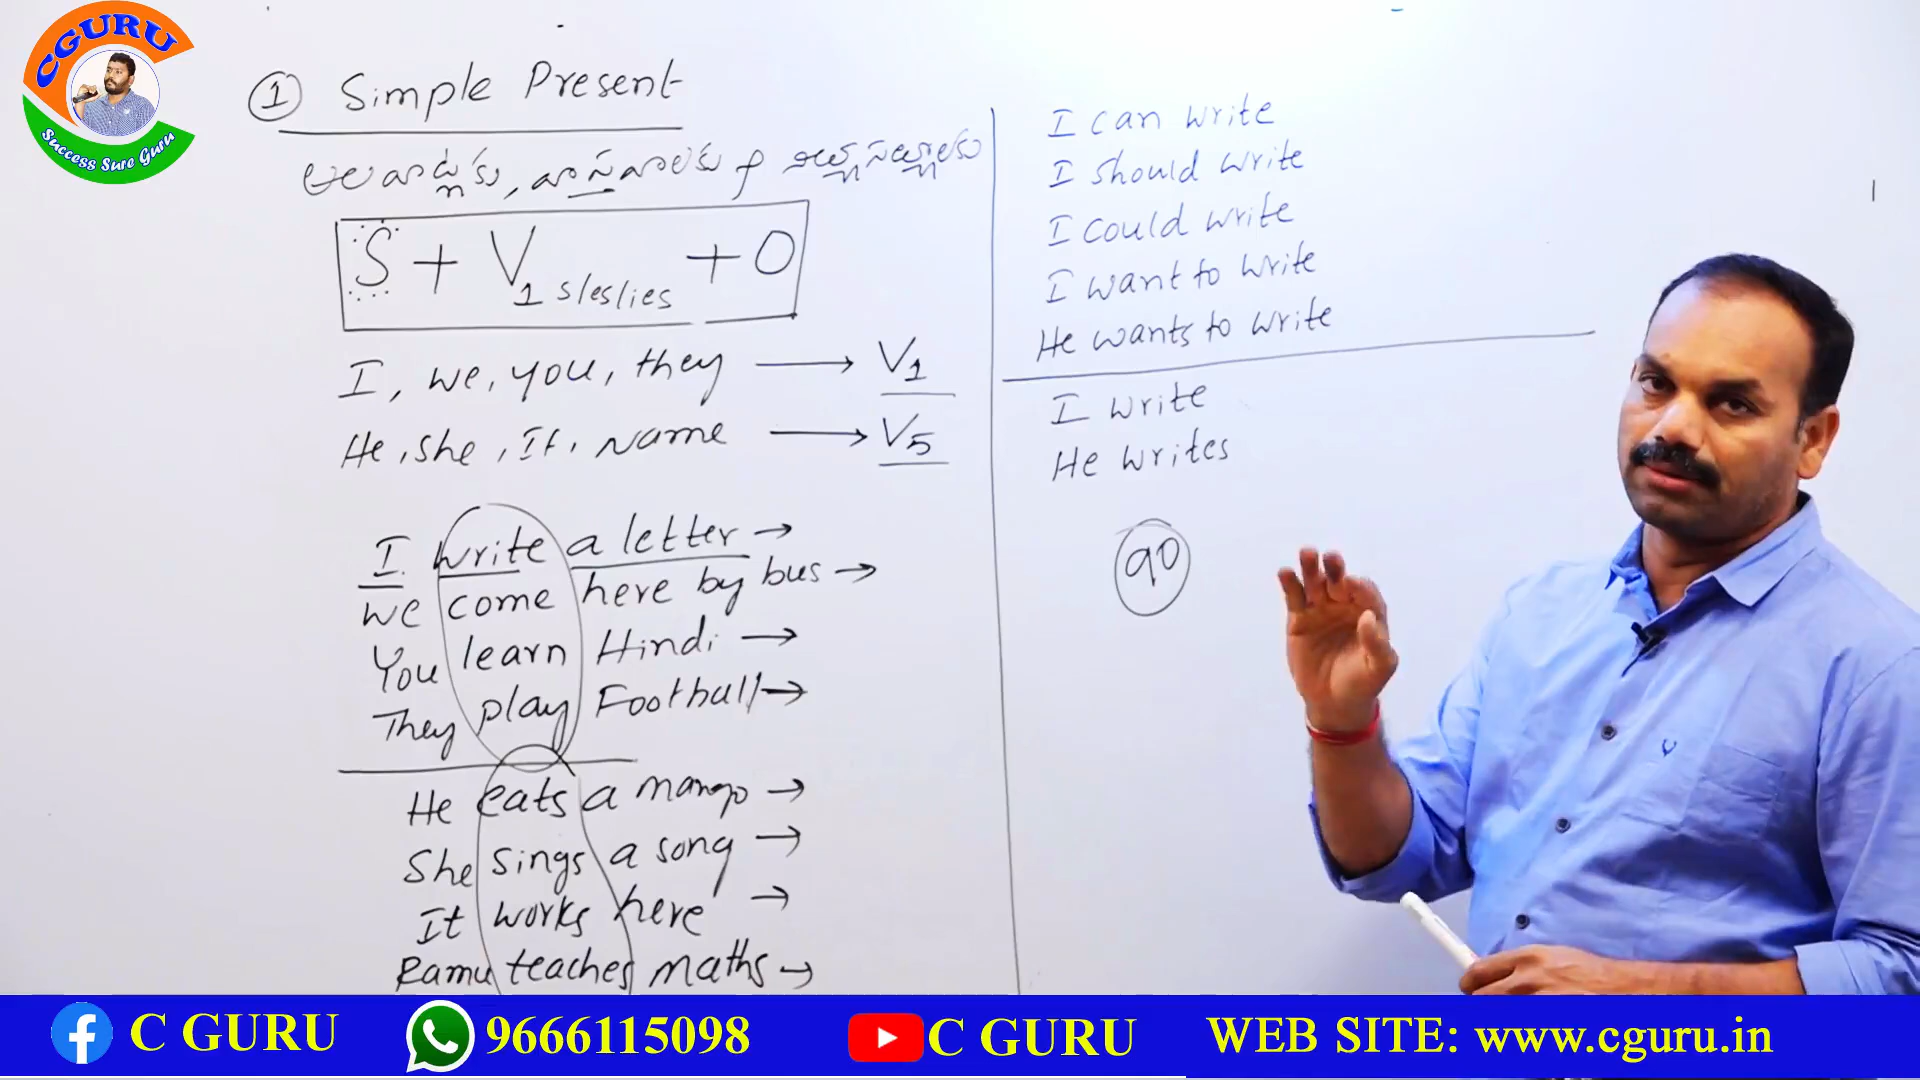 CGURU
Success Sure Guru
1 Simple Present
అలవాట్లకు, వాస్తవాలకు & నిత్యసత్యాలకు
S + V1 s/es/ies + O
I, we, you, they → V1
He, she, It, Name → V5
I write a letter →
we come here by bus →
You learn Hindi →
They play Football →
He eats a mango →
She sings a song →
It works here →
Ramu teaches maths →
I can write
I should write
I could write
I want to write
He wants to write
I write
He writes
90
C GURU 9666115098 C GURU WEB SITE: www.cguru.in